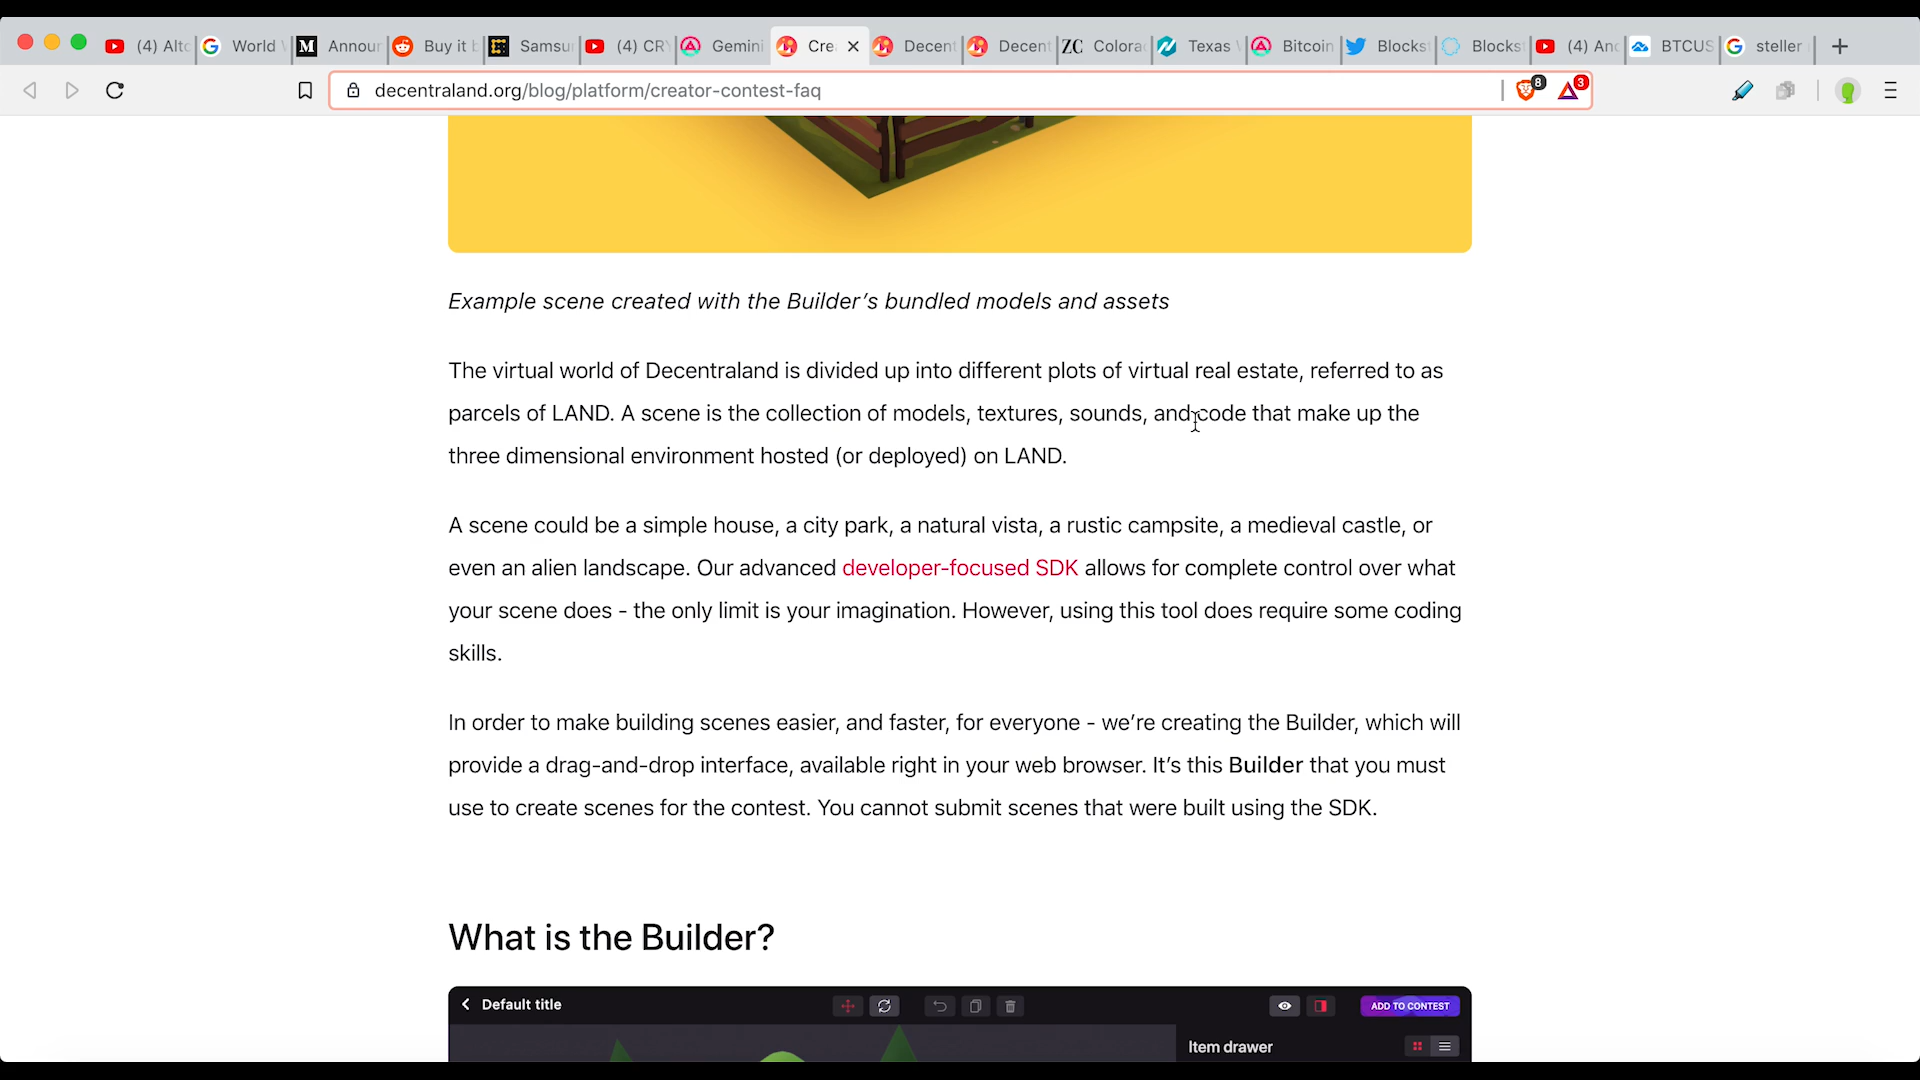 (4) Alto
World
M
Announ
Buy it b
Samsu
(4) CR
Gemini
Cre
Decent
Decent
ZC
Colora
Texas
Bitcoin
Blockst
Blockst
(4) And
BTCUS
steller
decentraland.org/blog/platform/creator-contest-faq
8
3
Example scene created with the Builder's bundled models and assets
The virtual world of Decentraland is divided up into different plots of virtual real estate, referred to as
parcels of LAND. A scene is the collection of models, textures, sounds, and code that make up the
three dimensional environment hosted (or deployed) on LAND.
A scene could be a simple house, a city park, a natural vista, a rustic campsite, a medieval castle, or
even an alien landscape. Our advanced developer-focused SDK allows for complete control over what
your scene does - the only limit is your imagination. However, using this tool does require some coding
skills.
In order to make building scenes easier, and faster, for everyone - we're creating the Builder, which will
provide a drag-and-drop interface, available right in your web browser. It's this Builder that you must
use to create scenes for the contest. You cannot submit scenes that were built using the SDK.
What is the Builder?
Default title
ADD TO CONTEST
Item drawer